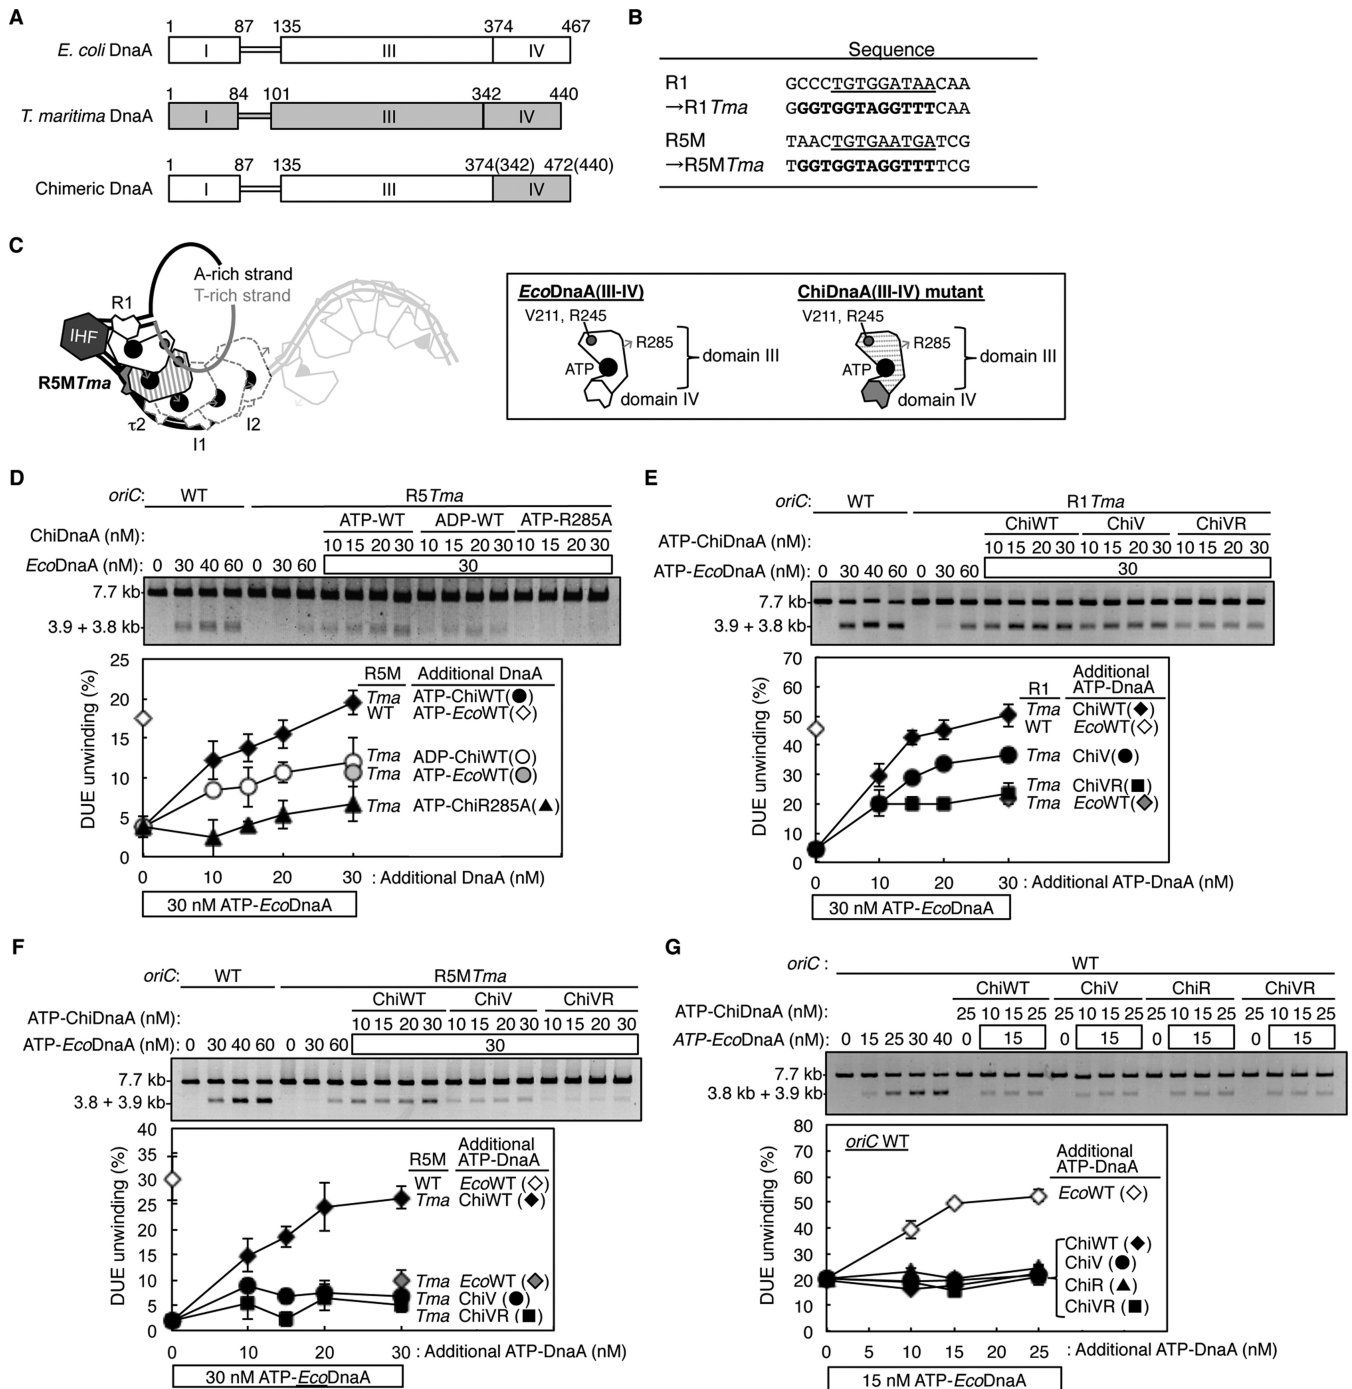 A
1 87 135 374 467
E. coli DnaA I III IV
1 84 101 342 440
T. maritima DnaA I III IV
1 87 135 374(342) 472(440)
Chimeric DnaA I III IV
B
Sequence
R1 GCCCTGTGGATAACAA
→R1Tma GGGTGGTAGGTTTCAA
R5M TAACTGTGAATGATCG
→R5MTma TGGTGGTAGGTTTTCG
C
A-rich strand
T-rich strand
R1
IHF
R5MTma
τ2
I1
I2
EcoDnaA(III-IV)
V211, R245
R285
ATP
domain III
domain IV
ChiDnaA(III-IV) mutant
V211, R245
R285
ATP
domain III
domain IV
D
oriC: WT R5Tma
ATP-WT ADP-WT ATP-R285A
ChiDnaA (nM): 10 15 20 30 10 15 20 30 10 15 20 30
EcoDnaA (nM): 0 30 40 60 0 30 60 30
7.7 kb
3.9 + 3.8 kb
DUE unwinding (%)
25
20
15
10
5
0
R5M Additional DnaA
Tma ATP-ChiWT(●)
WT ATP-EcoWT(◇)
Tma ADP-ChiWT(○)
Tma ATP-EcoWT(●)
Tma ATP-ChiR285A(▲)
0 10 20 30 : Additional DnaA (nM)
30 nM ATP-EcoDnaA
E
oriC: WT R1Tma
ChiWT ChiV ChiVR
ATP-ChiDnaA (nM): 10 15 20 30 10 15 20 30 10 15 20 30
ATP-EcoDnaA (nM): 0 30 40 60 0 30 60 30
7.7 kb
3.9 + 3.8 kb
DUE unwinding (%)
70
60
50
40
30
20
10
0
R1 Additional ATP-DnaA
Tma ChiWT(◆)
WT EcoWT(◇)
Tma ChiV(●)
Tma ChiVR(■)
Tma EcoWT(◆)
0 10 20 30 : Additional ATP-DnaA (nM)
30 nM ATP-EcoDnaA
F
oriC: WT R5MTma
ChiWT ChiV ChiVR
ATP-ChiDnaA (nM): 10 15 20 30 10 15 20 30 10 15 20 30
ATP-EcoDnaA (nM): 0 30 40 60 0 30 60 30
7.7 kb
3.8 + 3.9 kb
DUE unwinding (%)
40
35
30
25
20
15
10
5
0
R5M Additional ATP-DnaA
WT EcoWT (◇)
Tma ChiWT (◆)
Tma EcoWT (◆)
Tma ChiV (●)
Tma ChiVR (■)
0 10 20 30 : Additional ATP-DnaA (nM)
30 nM ATP-EcoDnaA
G
oriC : WT
ChiWT ChiV ChiR ChiVR
ATP-ChiDnaA (nM): 25 10 15 25 25 10 15 25 25 10 15 25 25 10 15 25
ATP-EcoDnaA (nM): 0 15 25 30 40 0 15 0 15 0 15 0 15
7.7 kb
3.8 kb + 3.9 kb
DUE unwinding (%)
80
70
60
50
40
30
20
10
0
oriC WT
Additional
ATP-DnaA
EcoWT (◇)
ChiWT (◆)
ChiV (●)
ChiR (▲)
ChiVR (■)
0 5 10 15 20 25 : Additional ATP-DnaA (nM)
15 nM ATP-EcoDnaA